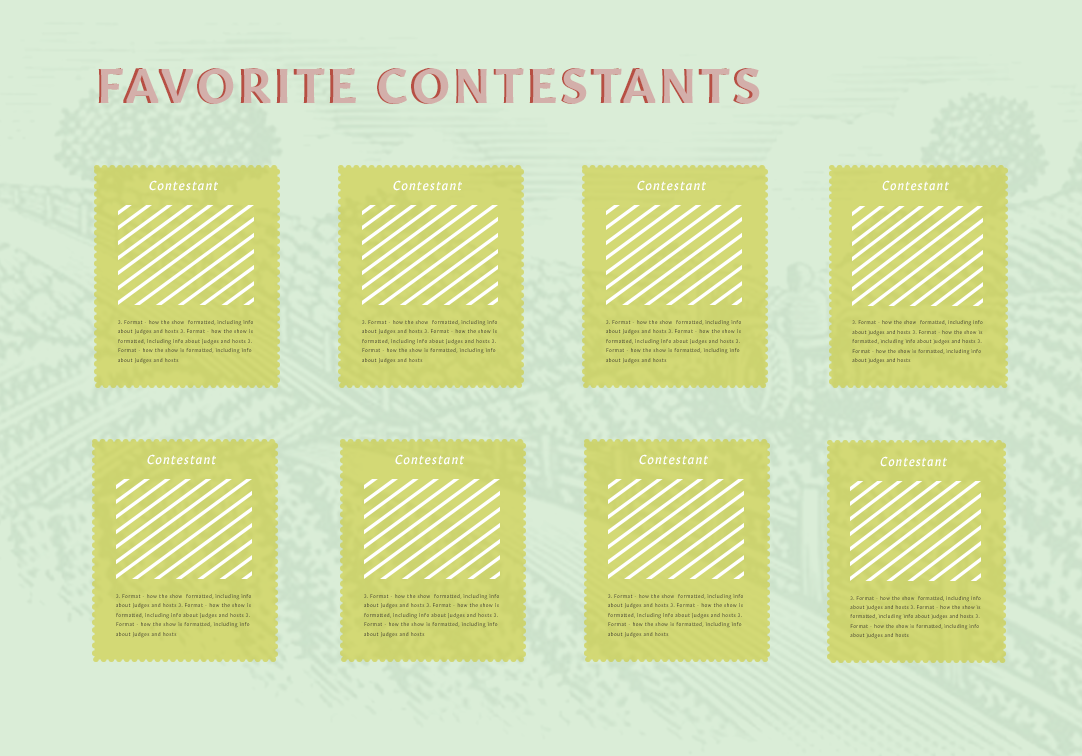 FAVORITE CONTESTANTS
Contestant
3. Format - how the show formatted, including info
about judges and hosts 3. Format - how the show is
formatted, including info about judges and hosts 3.
Format - how the show is formatted, including info
about judges and hosts
Contestant
3. Format - how the show formatted, including info
about judges and hosts 3. Format - how the show is
formatted, including info about judges and hosts 3.
Format - how the show is formatted, including info
about judges and hosts
Contestant
3. Format - how the show formatted, including info
about judges and hosts 3. Format - how the show is
formatted, including info about judges and hosts 3.
Format - how the show is formatted, including info
about judges and hosts
Contestant
3. Format - how the show formatted, including info
about judges and hosts 3. Format - how the show is
formatted, including info about judges and hosts 3.
Format - how the show is formatted, including info
about judges and hosts
Contestant
3. Format - how the show formatted, including info
about judges and hosts 3. Format - how the show is
formatted, including info about judges and hosts 3.
Format - how the show is formatted, including info
about judges and hosts
Contestant
3. Format - how the show formatted, including info
about judges and hosts 3. Format - how the show is
formatted, including info about judges and hosts 3.
Format - how the show is formatted, including info
about judges and hosts
Contestant
3. Format - how the show formatted, including info
about judges and hosts 3. Format - how the show is
formatted, including info about judges and hosts 3.
Format - how the show is formatted, including info
about judges and hosts
Contestant
3. Format - how the show formatted, including info
about judges and hosts 3. Format - how the show is
formatted, including info about judges and hosts 3.
Format - how the show is formatted, including info
about judges and hosts